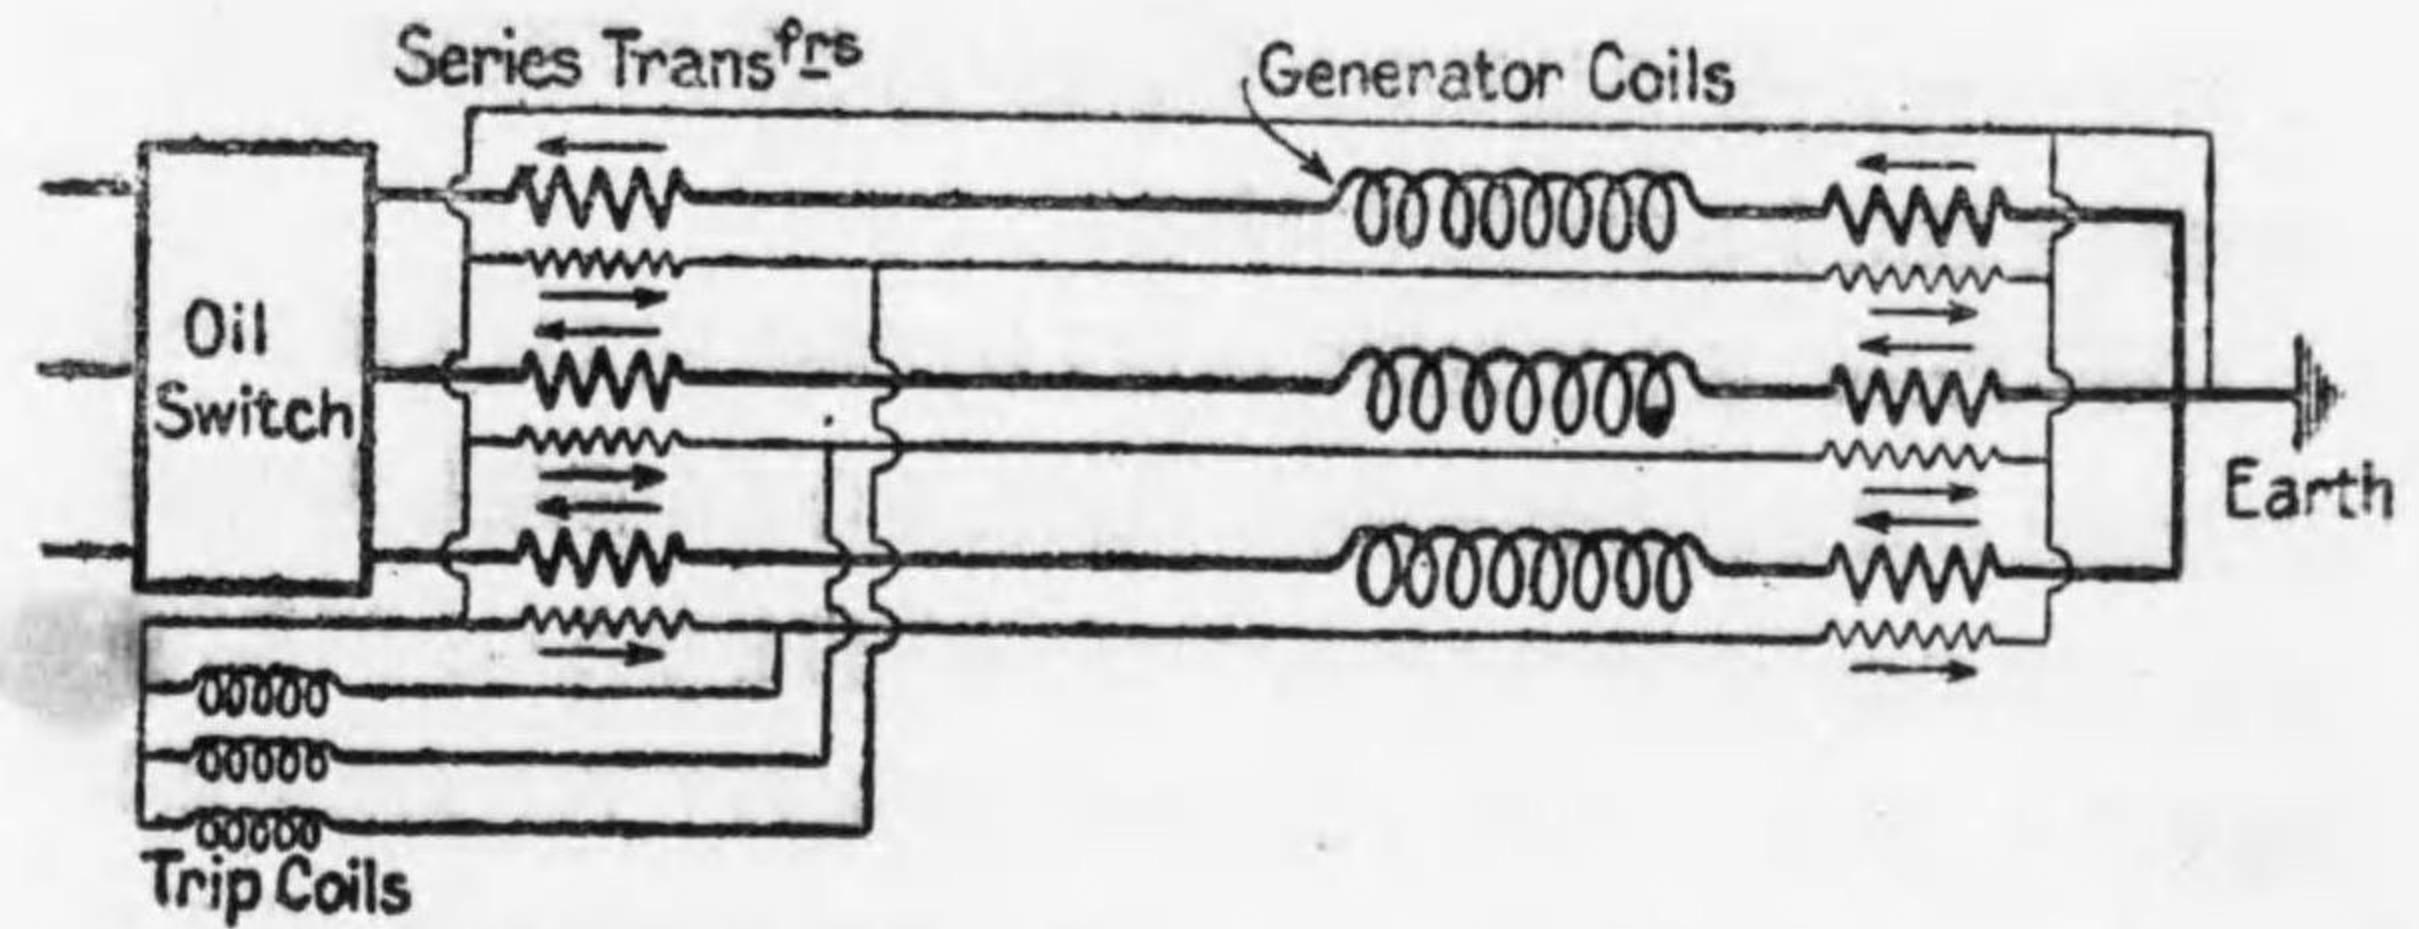 Series Transfrs
Generator Coils
Oil
Switch
Earth
Trip Coils